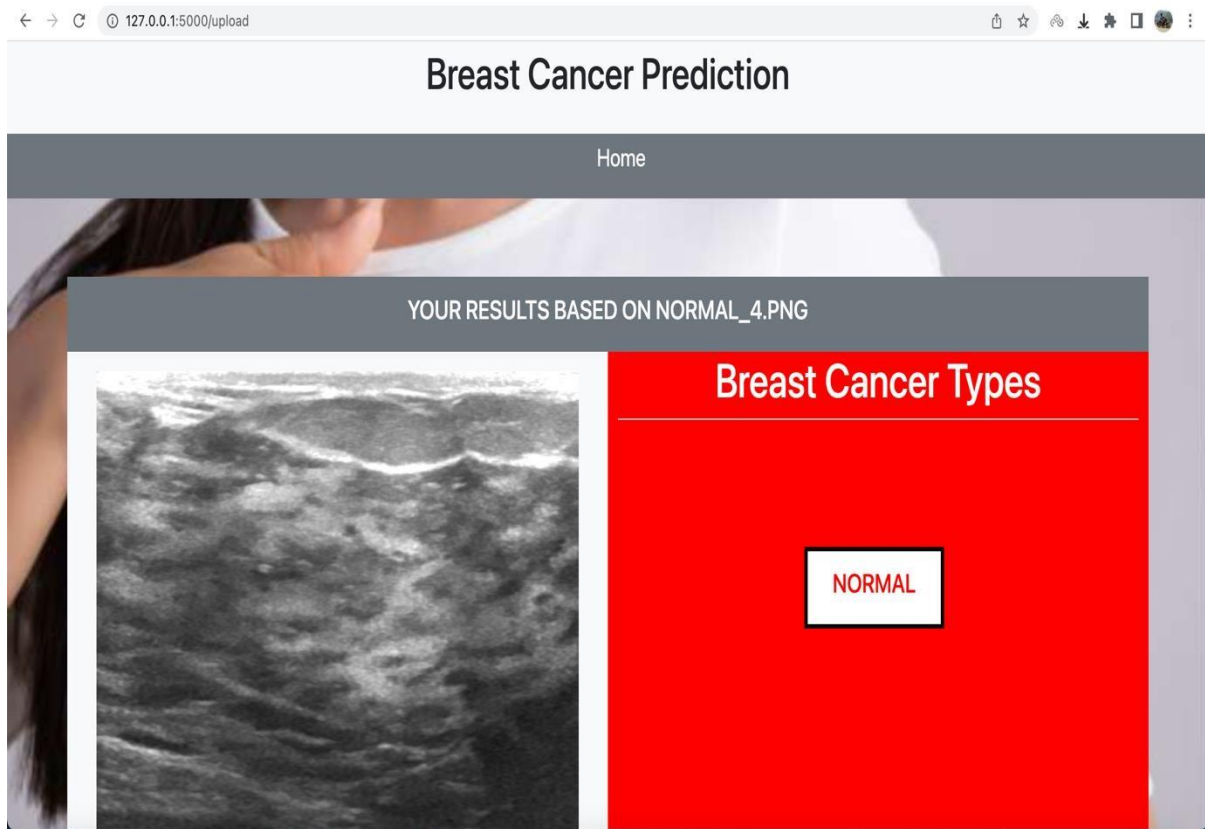 127.0.0.1:5000/upload
Breast Cancer Prediction
Home
YOUR RESULTS BASED ON NORMAL_4.PNG
Breast Cancer Types
NORMAL